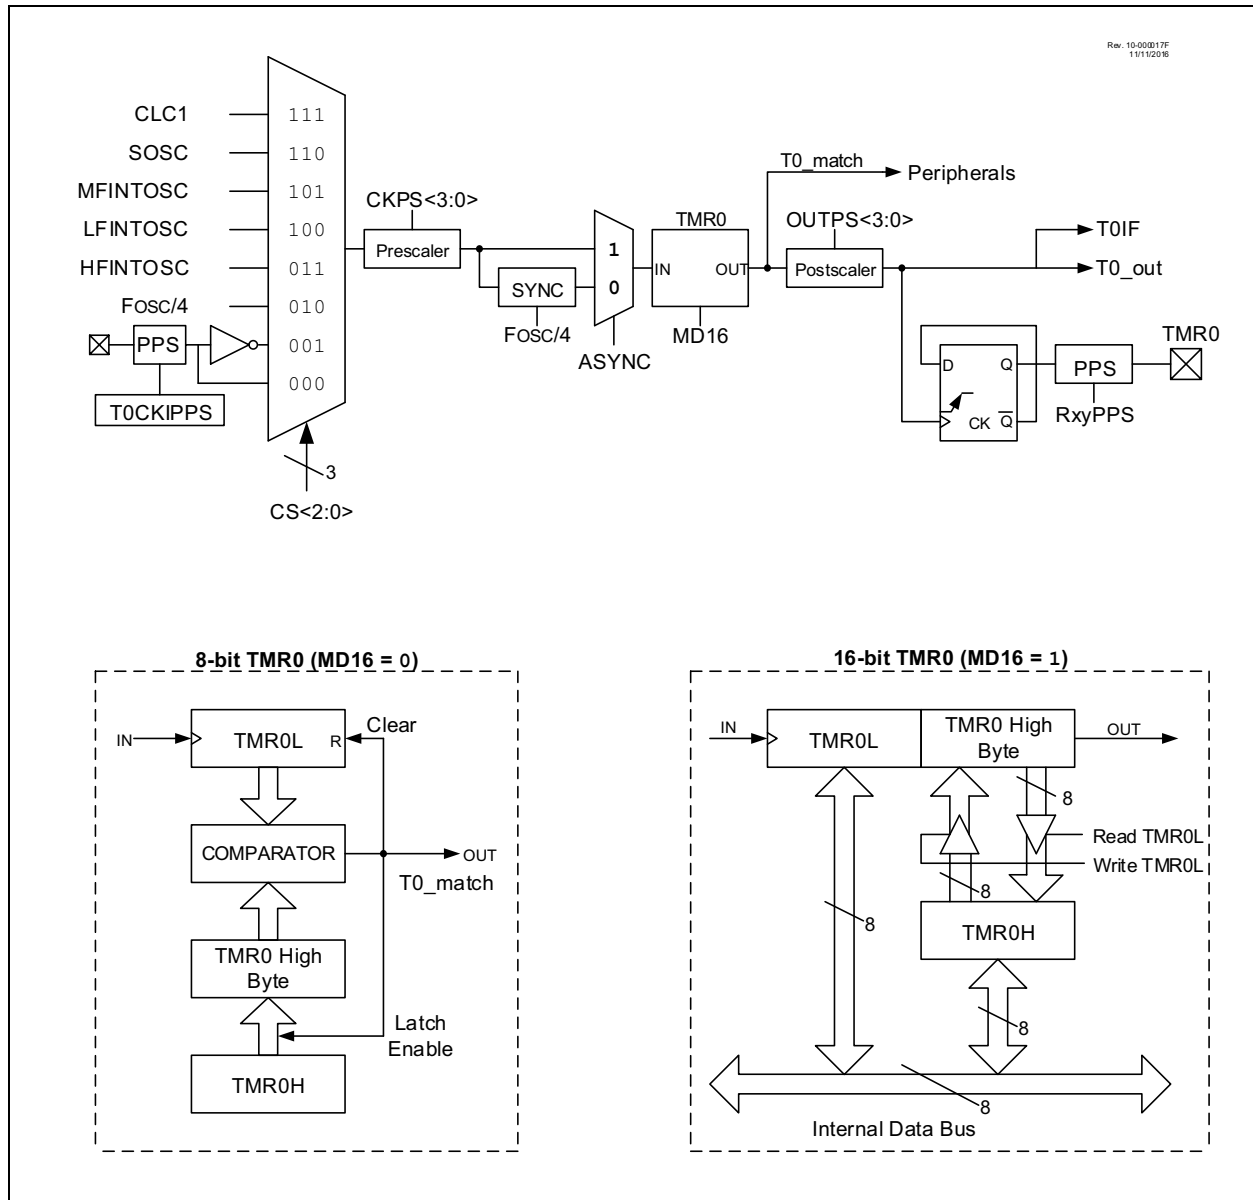 Rev. 10-000017F
11/11/2016
CLC1
111
SOSC
110
MFINTOSC
101
LFINTOSC
100
HFINTOSC
011
FOSC/4
010
PPS
001
000
T0CKIPPS
3
CS<2:0>
CKPS<3:0>
Prescaler
SYNC
FOSC/4
1
0
ASYNC
TMR0
IN
OUT
MD16
T0_match
Peripherals
OUTPS<3:0>
Postscaler
T0IF
T0_out
D
Q
CK
Q
PPS
RxyPPS
TMR0
8-bit TMR0 (MD16 = 0)
IN
TMR0L
R
Clear
COMPARATOR
OUT
T0_match
TMR0 High
Byte
Latch
Enable
TMR0H
16-bit TMR0 (MD16 = 1)
IN
TMR0L
TMR0 High
Byte
OUT
8
Read TMR0L
Write TMR0L
8
8
TMR0H
8
8
Internal Data Bus